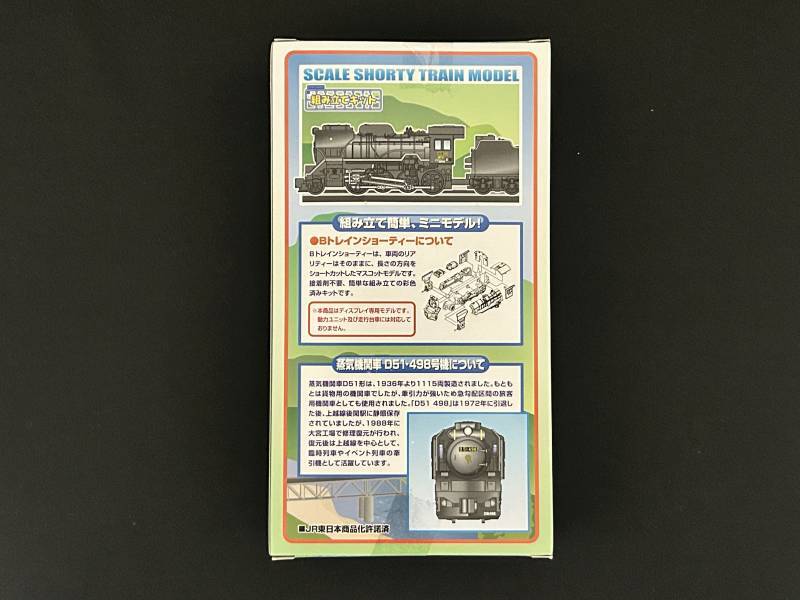 SCALE SHORTY TRAIN MODEL
組み立てキット
組み立て簡単、ミニモデル!
●Bトレインショーティーについて
Bトレインショーティーは、車両のリア
リティーはそのままに、長さの方向を
ショートカットしたマスコットモデルです。
接着剤不要、簡単な組み立ての彩色
済みキットです。
※本商品はディスプレイ専用モデルです。
動力ユニット及び走行台車には対応して
おりません。
蒸気機関車 D51・498号機について
蒸気機関車D51形は、1936年より1115両製造されました。もとも
とは貨物用の機関車でしたが、牽引力が強いため急勾配区間の旅客
用機関車としても使用されました。「D51 498」は1972年に引退し
た後、上越線後閑駅に静態保存
されていましたが、1988年に
大宮工場で修理復元が行われ、
復元後は上越線を中心として、
臨時列車やイベント列車の牽
引機として活躍しています。
D51498
■JR東日本商品化許諾済